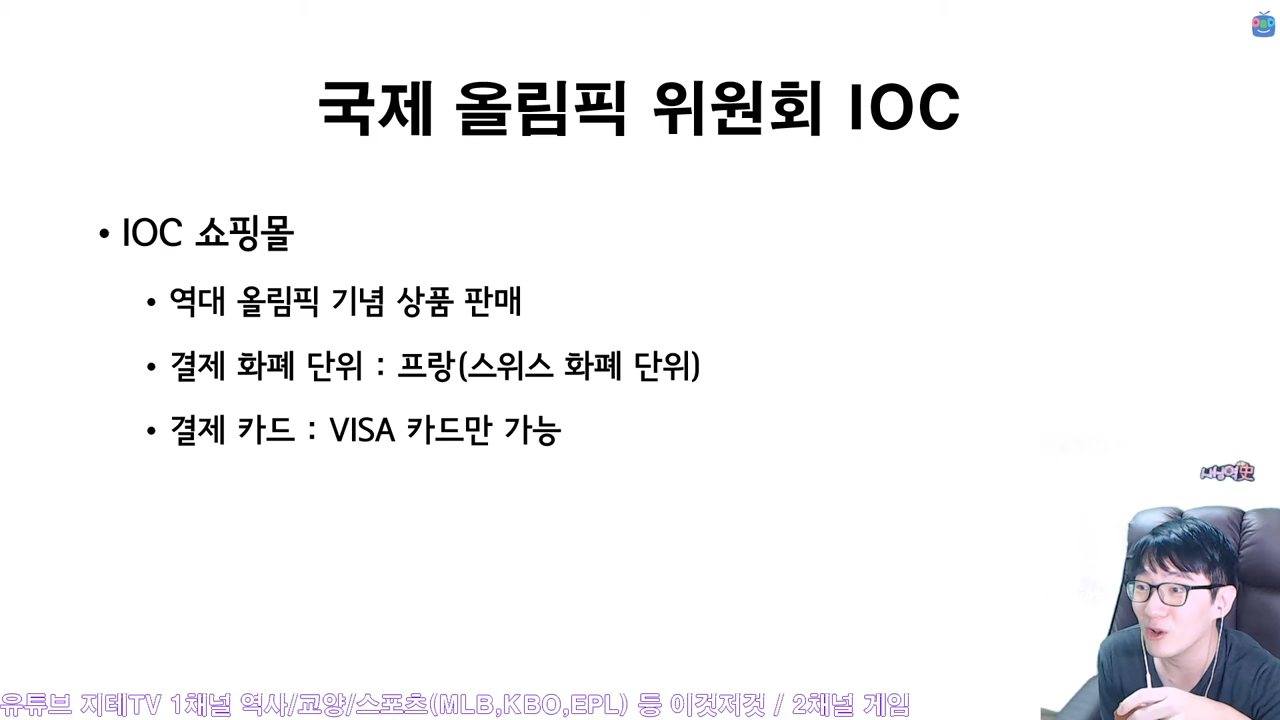 국제 올림픽 위원회 IOC
• IOC 쇼핑몰
• 역대 올림픽 기념 상품 판매
• 결제 화폐 단위 : 프랑(스위스 화폐 단위)
• 결제 카드 : VISA 카드만 가능
유튜브 지테TV 1채널 역사/교양/스포츠(MLB,KBO,EPL) 등 이것저것 / 2채널 게임